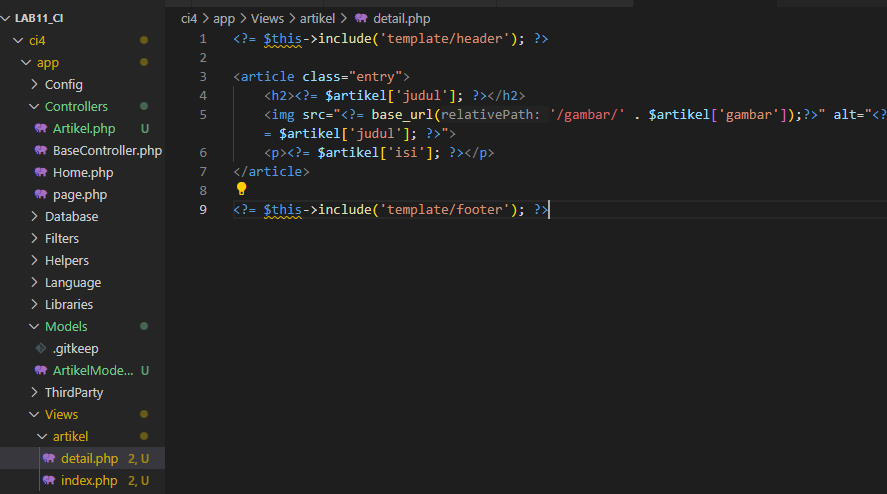 LAB11_CI
ci4
app
Config
Controllers
Artikel.php U
BaseController.php
Home.php
page.php
Database
Filters
Helpers
Language
Libraries
Models
.gitkeep
ArtikelMode... U
ThirdParty
Views
artikel
detail.php 2, U
index.php 2, U
ci4 > app > Views > artikel > detail.php
1 <?= $this->include('template/header'); ?>
2
3 <article class="entry">
4 <h2><?= $artikel['judul']; ?></h2>
5 <img src="<?= base_url(relativePath: '/gambar/' . $artikel['gambar']);?>" alt="<?
= $artikel['judul']; ?>">
6 <p><?= $artikel['isi']; ?></p>
7 </article>
8
9 <?= $this->include('template/footer'); ?>